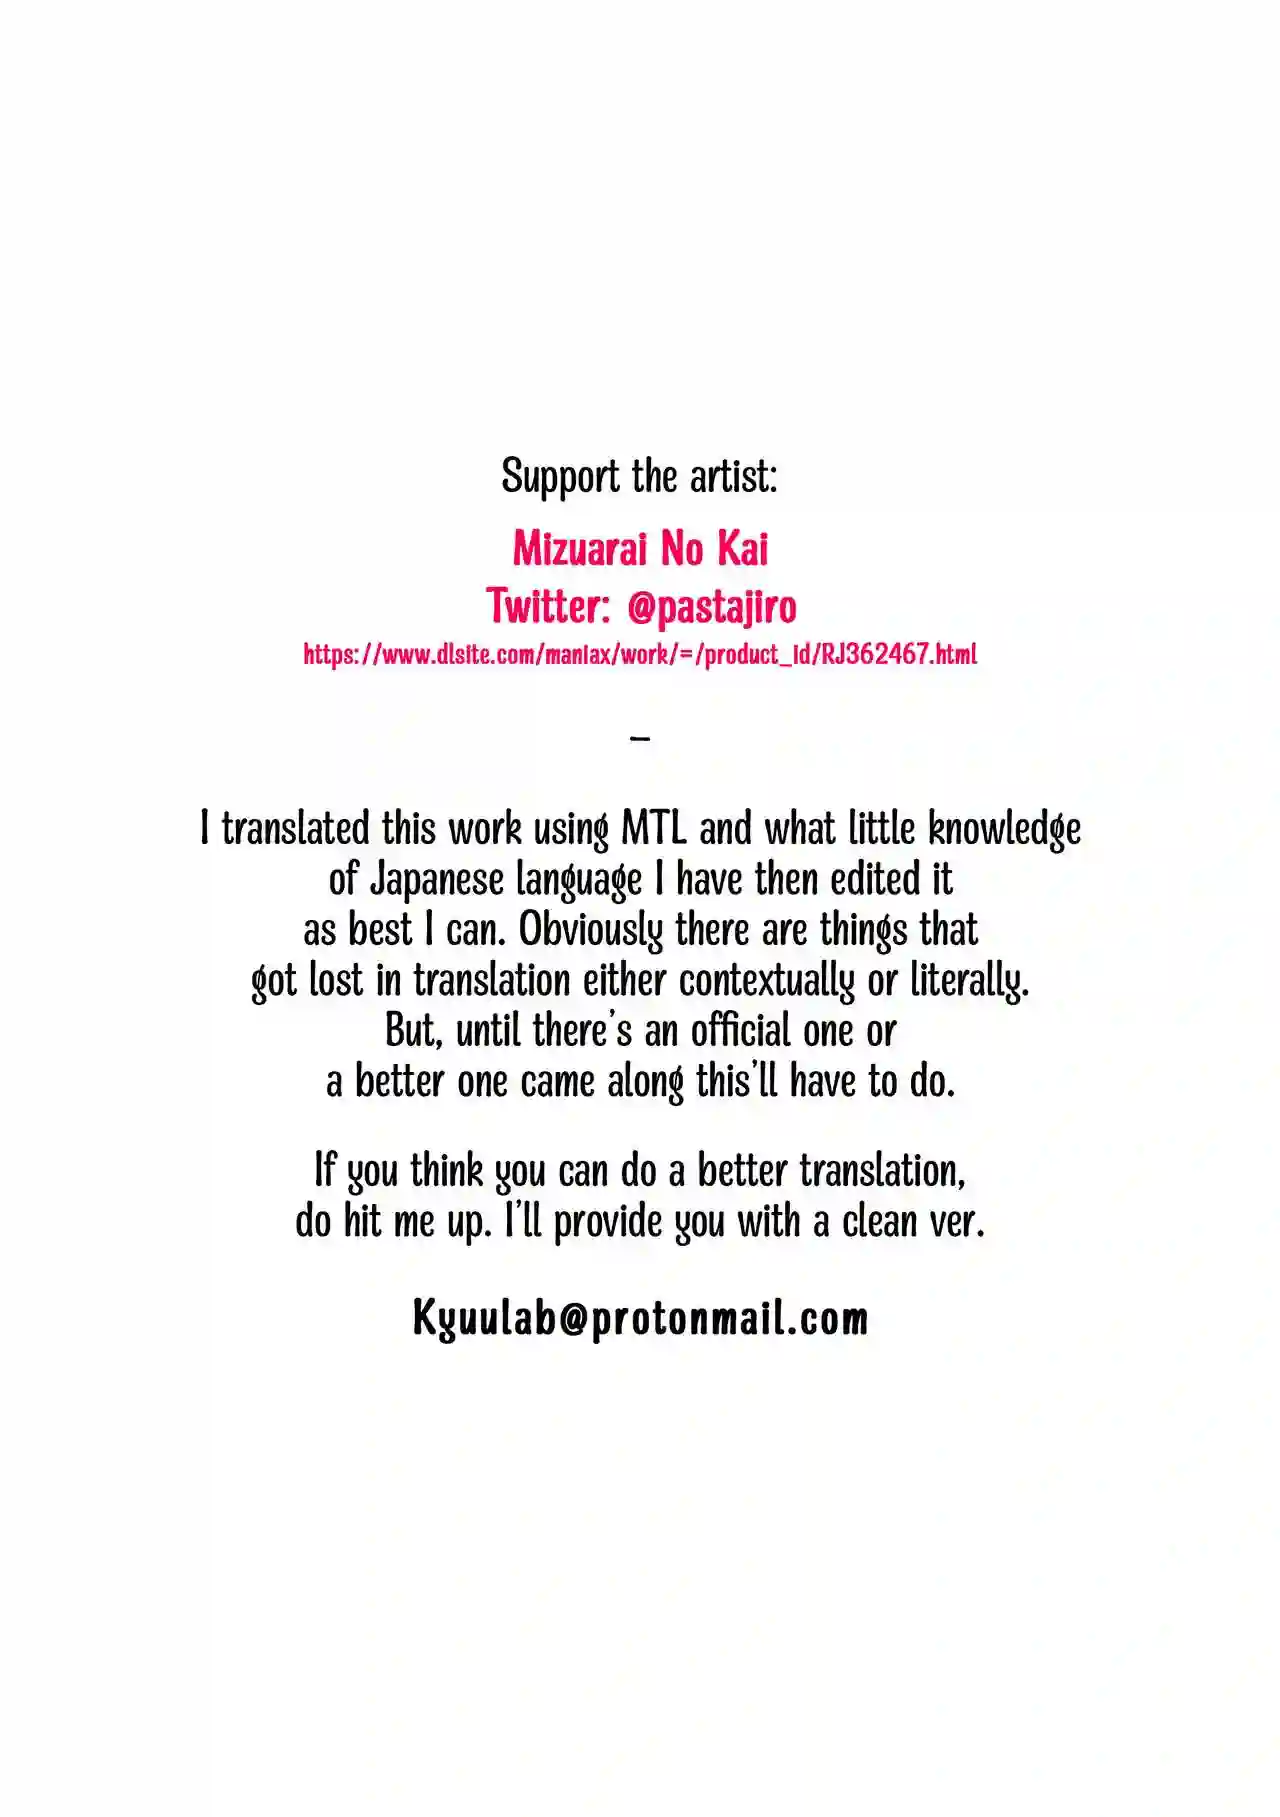 Support the artist:
Mizuarai No Kai
Twitter: @pastajiro
https://www.dlsite.com/maniax/work/=/product_id/RJ362467.html
–
I translated this work using MTL and what little knowledge
of Japanese language I have then edited it
as best I can. Obviously there are things that
got lost in translation either contextually or literally.
But, until there's an official one or
a better one came along this'll have to do.
If you think you can do a better translation,
do hit me up. I'll provide you with a clean ver.
Kyuulab@protonmail.com